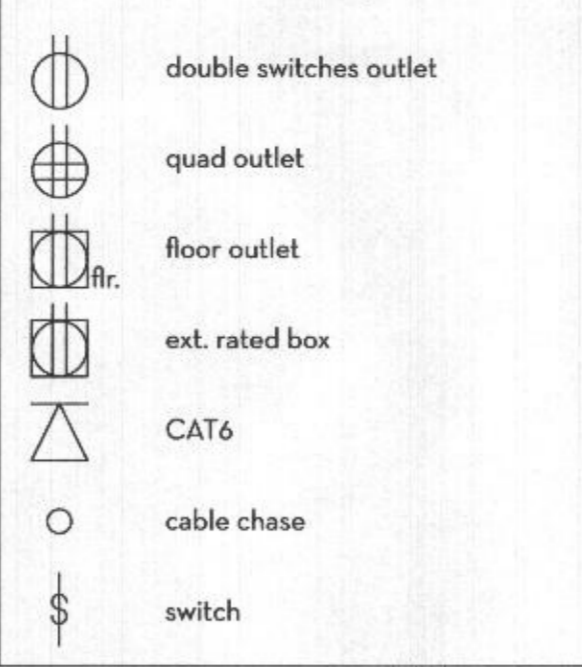 double switches outlet
quad outlet
floor outlet
flr.
ext. rated box
CAT6
cable chase
$ switch